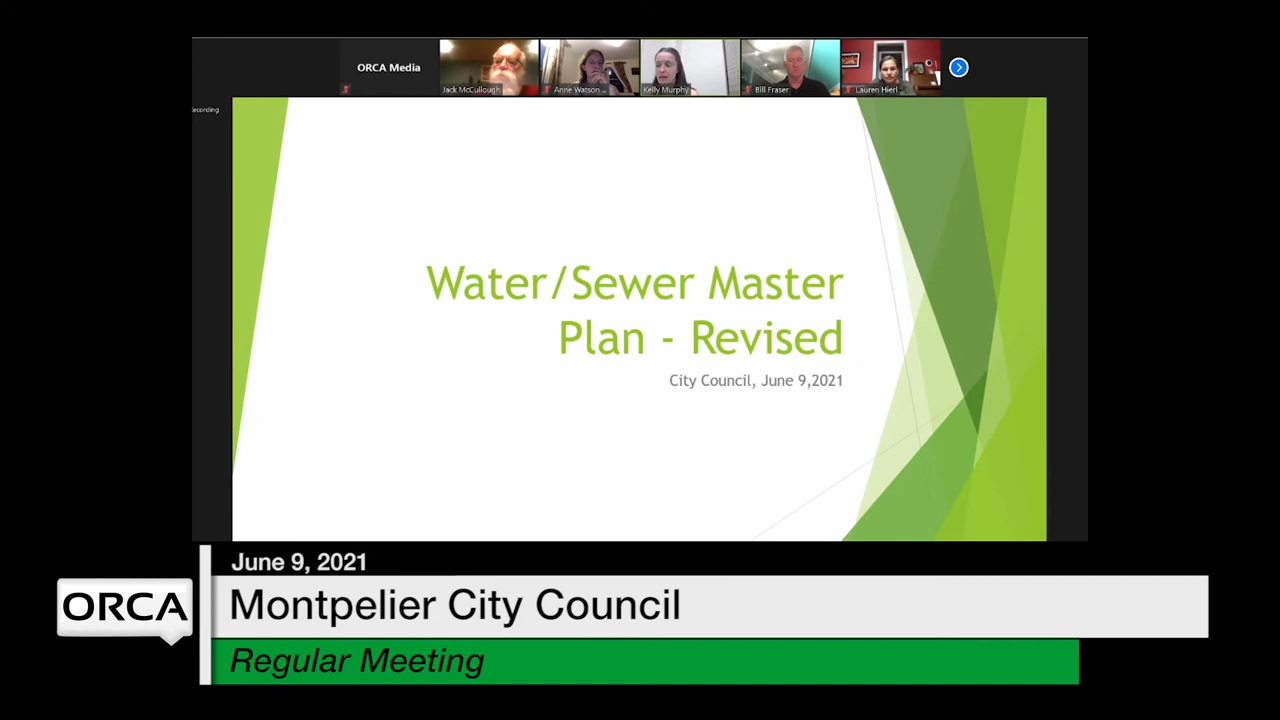 ORCA Media
Jack McCullough
Anne Watson ...
Kelly Murphy
Bill Fraser
Lauren Hierl
Recording
Water/Sewer Master
Plan - Revised
City Council, June 9,2021
June 9, 2021
ORCA
Montpelier City Council
Regular Meeting